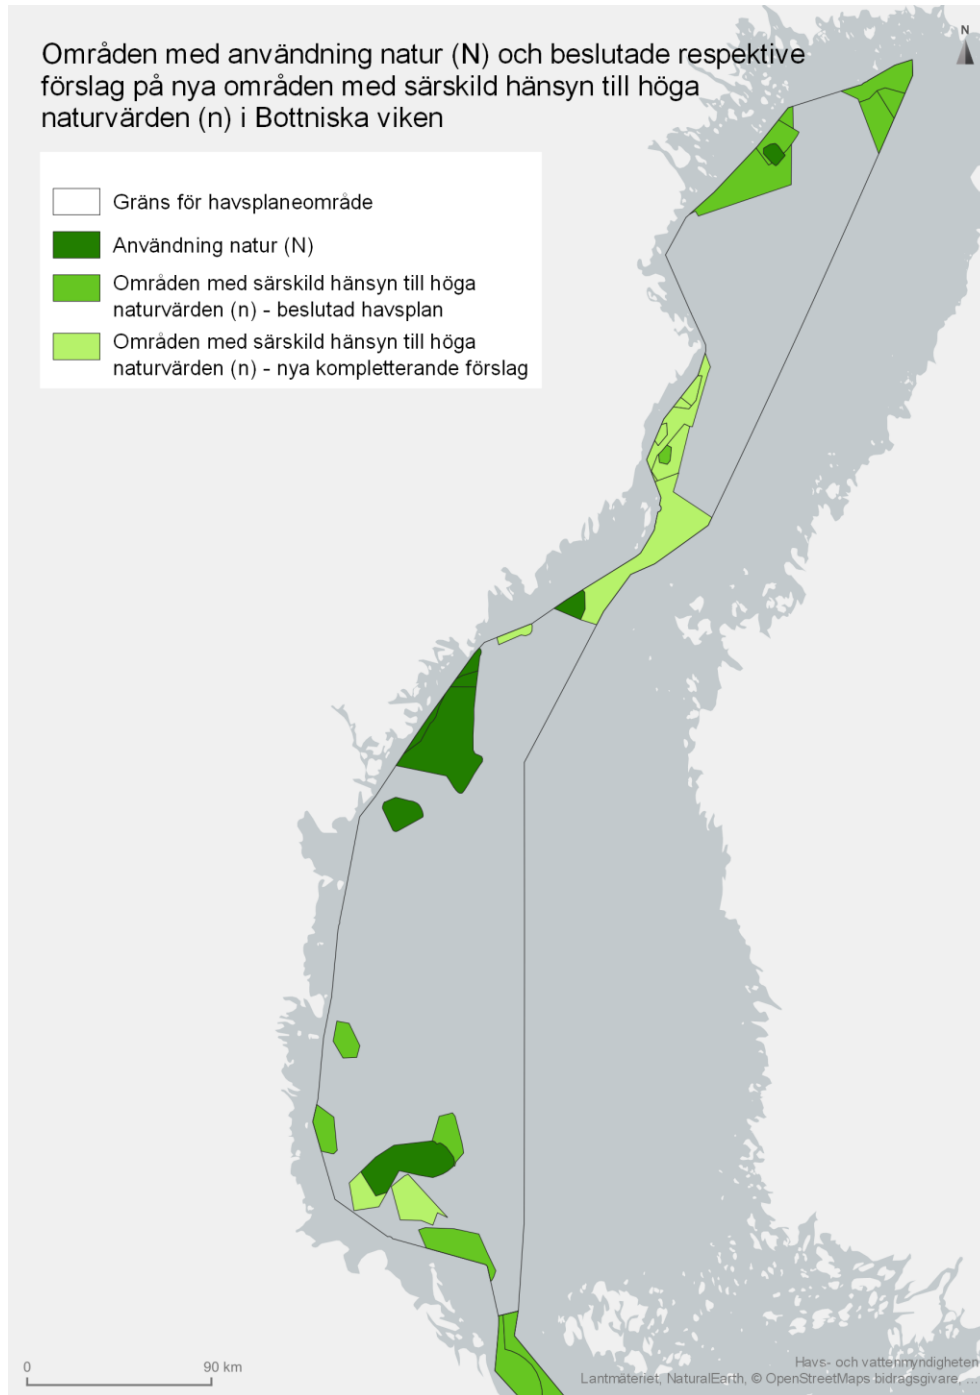 Områden med användning natur (N) och beslutade respektive
förslag på nya områden med särskild hänsyn till höga
naturvärden (n) i Bottniska viken
N
Gräns för havsplaneområde
Användning natur (N)
Områden med särskild hänsyn till höga
naturvärden (n) - beslutad havsplan
Områden med särskild hänsyn till höga
naturvärden (n) - nya kompletterande förslag
0 90 km
Havs- och vattenmyndigheten
Lantmäteriet, NaturalEarth, © OpenStreetMaps bidragsgivare, ...